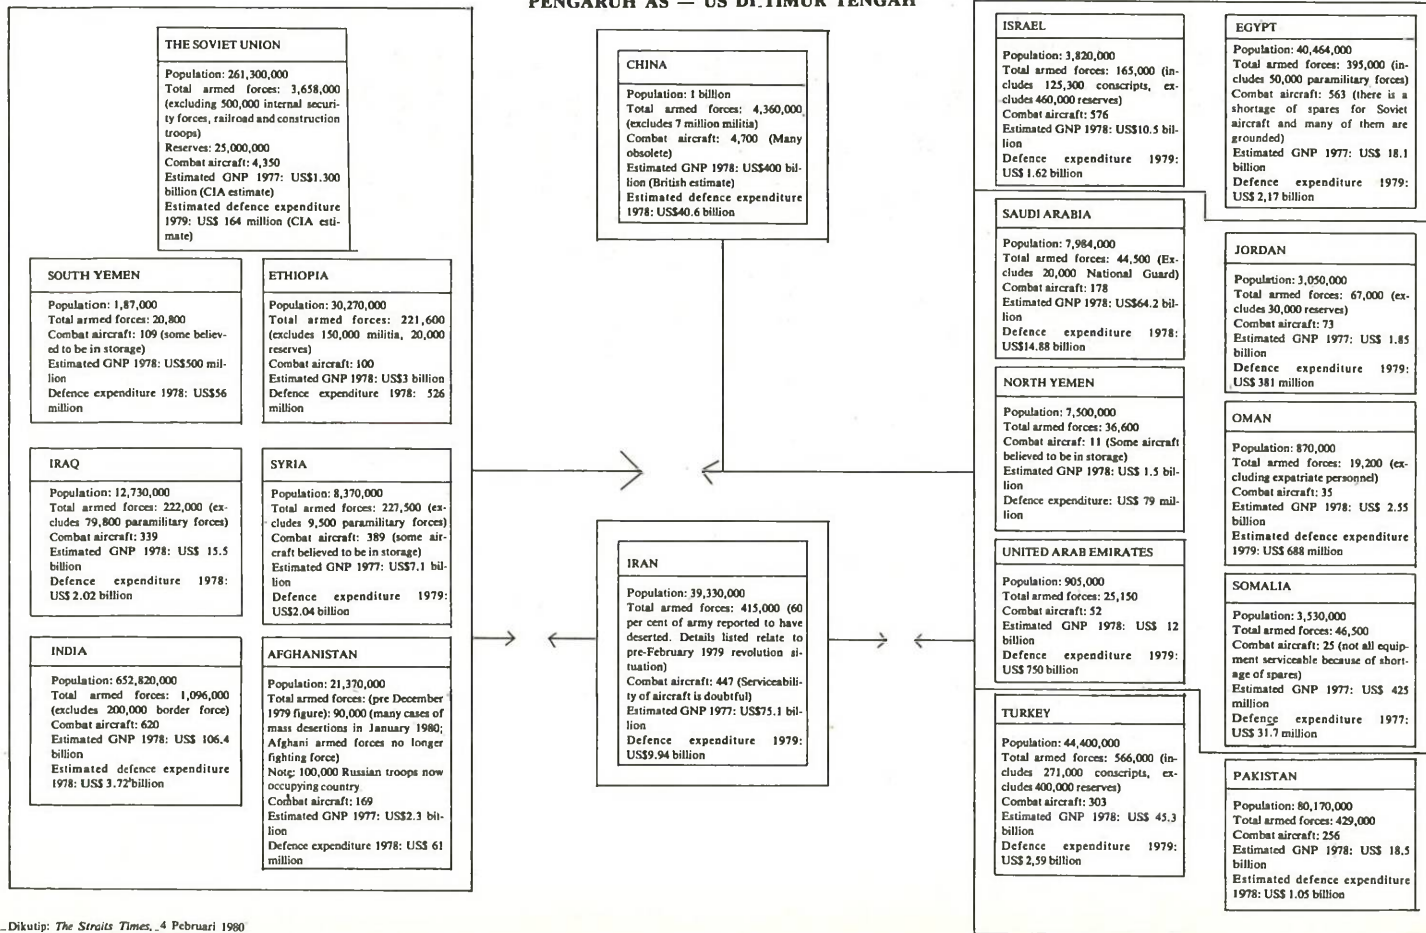 PENGARUH AS — US DI TIMUR TENGAH
THE SOVIET UNION
Population: 261,300,000
Total armed forces: 3,658,000
(excluding 500,000 internal securi-
ty forces, railroad and construction
troops)
Reserves: 25,000,000
Combat aircraft: 4,350
Estimated GNP 1977: US$1.300
billion (CIA estimate)
Estimated defence expenditure
1979: US$ 164 million (CIA esti-
mate)
SOUTH YEMEN
Population: 1,87,000
Total armed forces: 20,800
Combat aircraft: 109 (some believ-
ed to be in storage)
Estimated GNP 1978: US$500 mil-
lion
Defence expenditure 1978: US$56
million
ETHIOPIA
Population: 30,270,000
Total armed forces: 221,600
(excludes 150,000 militia, 20,000
reserves)
Combat aircraft: 100
Estimated GNP 1978: US$3 billion
Defence expenditure 1978: 526
million
IRAQ
Population: 12,730,000
Total armed forces: 222,000 (ex-
cludes 79,800 paramilitary forces)
Combat aircraft: 339
Estimated GNP 1978: US$ 15.5
billion
Defence expenditure 1978:
US$ 2.02 billion
SYRIA
Population: 8,370,000
Total armed forces: 227,500 (ex-
cludes 9,500 paramilitary forces)
Combat aircraft: 389 (some air-
craft believed to be in storage)
Estimated GNP 1977: US$7.1 bil-
lion
Defence expenditure 1979:
US$2.04 billion
INDIA
Population: 652,820,000
Total armed forces: 1,096,000
(excludes 200,000 border force)
Combat aircraft: 620
Estimated GNP 1978: US$ 106.4
billion
Estimated defence expenditure
1978: US$ 3.72 billion
AFGHANISTAN
Population: 21,370,000
Total armed forces: (pre December
1979 figure): 90,000 (many cases of
mass desertions in January 1980;
Afghani armed forces no longer
fighting force)
Note: 100,000 Russian troops now
occupying country
Combat aircraft: 169
Estimated GNP 1977: US$2.3 bil-
lion
Defence expenditure 1978: US$ 61
million
CHINA
Population: 1 billion
Total armed forces: 4,360,000
(excludes 7 million militia)
Combat aircraft: 4,700 (Many
obsolete)
Estimated GNP 1978: US$400 bil-
lion (British estimate)
Estimated defence expenditure
1978: US$40.6 billion
IRAN
Population: 39,330,000
Total armed forces: 415,000 (60
per cent of army reported to have
deserted. Details listed relate to
pre-February 1979 revolution si-
tuation)
Combat aircraft: 447 (Serviceabili-
ty of aircraft is doubtful)
Estimated GNP 1977: US$75.1 bil-
lion
Defence expenditure 1979:
US$9.94 billion
ISRAEL
Population: 3,820,000
Total armed forces: 165,000 (in-
cludes 125,300 conscripts, ex-
cludes 460,000 reserves)
Combat aircraft: 576
Estimated GNP 1978: US$10.5 bil-
lion
Defence expenditure 1979:
US$ 1.62 billion
EGYPT
Population: 40,464,000
Total armed forces: 395,000 (in-
cludes 50,000 paramilitary forces)
Combat aircraft: 563 (there is a
shortage of spares for Soviet
aircraft and many of them are
grounded)
Estimated GNP 1977: US$ 18.1
billion
Defence expenditure 1979:
US$ 2,17 billion
SAUDI ARABIA
Population: 7,984,000
Total armed forces: 44,500 (Ex-
cludes 20,000 National Guard)
Combat aircraft: 178
Estimated GNP 1978: US$64.2 bil-
lion
Defence expenditure 1978:
US$14.88 billion
JORDAN
Population: 3,050,000
Total armed forces: 67,000 (ex-
cludes 30,000 reserves)
Combat aircraft: 73
Estimated GNP 1977: US$ 1.85
billion
Defence expenditure 1979:
US$ 381 million
NORTH YEMEN
Population: 7,500,000
Total armed forces: 36,600
Combat aircraf: 11 (Some aircraft
believed to be in storage)
Estimated GNP 1978: US$ 1.5 bil-
lion
Defence expenditure: US$ 79 mil-
lion
OMAN
Population: 870,000
Total armed forces: 19,200 (ex-
cluding expatriate personnel)
Combat aircraft: 35
Estimated GNP 1978: US$ 2.55
billion
Estimated defence expenditure
1979: US$ 688 million
UNITED ARAB EMIRATES
Population: 905,000
Total armed forces: 25,150
Combat aircraft: 52
Estimated GNP 1978: US$ 12
billion
Defence expenditure 1979:
US$ 750 billion
SOMALIA
Population: 3,530,000
Total armed forces: 46,500
Combat aircraft: 25 (not all equip-
ment serviceable because of short-
age of spares)
Estimated GNP 1977: US$ 425
million
Defence expenditure 1977:
US$ 31.7 million
TURKEY
Population: 44,400,000
Total armed forces: 566,000 (in-
cludes 271,000 conscripts, ex-
cludes 400,000 reserves)
Combat aircraft: 303
Estimated GNP 1978: US$ 45.3
billion
Defence expenditure 1979:
US$ 2,59 billion
PAKISTAN
Population: 80,170,000
Total armed forces: 429,000
Combat aircraft: 256
Estimated GNP 1978: US$ 18.5
billion
Estimated defence expenditure
1978: US$ 1.05 billion
Dikutip: The Straits Times, 4 Pebruari 1980